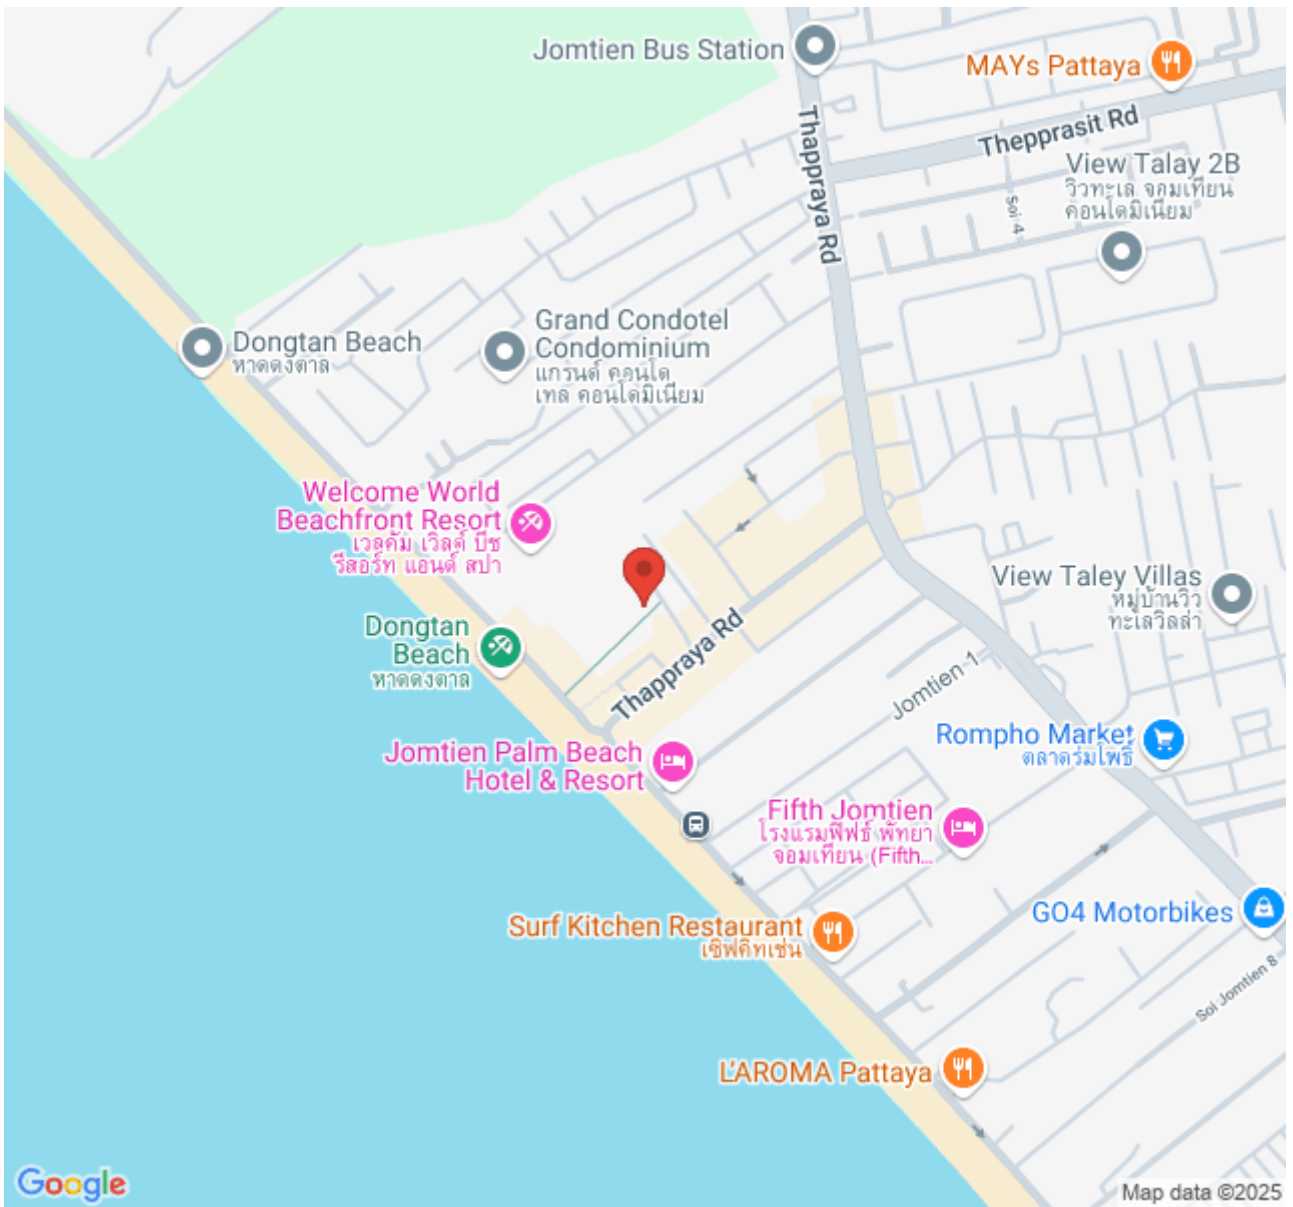 Jomtien Bus Station
MAYs Pattaya
Thappraya Rd
Thepprasit Rd
View Talay 2B
วิวทะเล จอมเทียน
คอนโดมิเนียม
Soi 4
Grand Condotel
Condominium
แกรนด์ คอนโด
เทล คอนโดมิเนียม
Dongtan Beach
หาดดงตาล
Welcome World
Beachfront Resort
เวลคัม เวิลด์ บีช
รีสอร์ท แอนด์ สปา
View Taley Villas
หมู่บ้านวิว
ทะเลวิลล่า
Dongtan
Beach
หาดดงตาล
Thappraya Rd
Jomtien 1
Rompho Market
ตลาดร่มโพธิ์
Jomtien Palm Beach
Hotel & Resort
Fifth Jomtien
โรงแรมฟิฟธ์ พัทยา
จอมเทียน (Fifth...
GO4 Motorbikes
Surf Kitchen Restaurant
เซิฟคิทเช่น
Soi Jomtien 8
L'AROMA Pattaya
Google
Map data ©2025